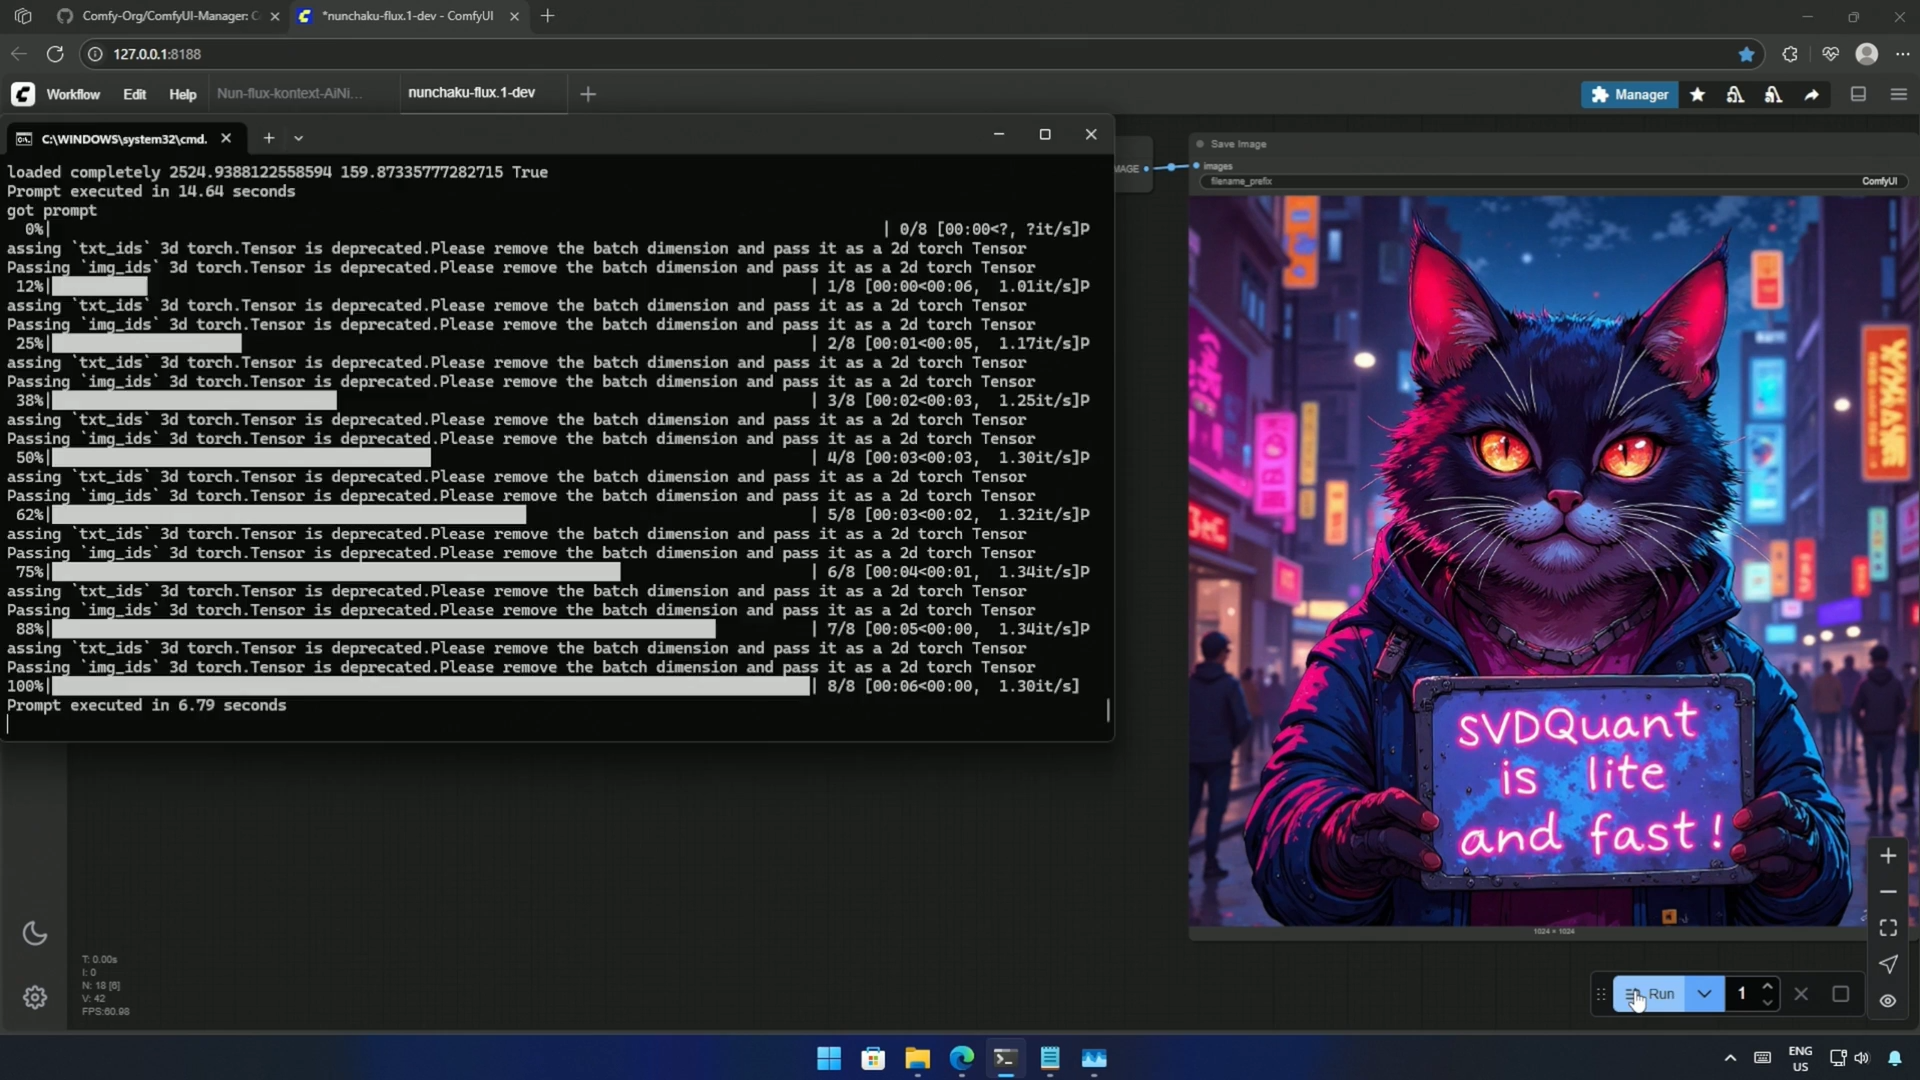 Comfy-Org/ComfyUI-Manager: C
*nunchaku-flux.1-dev - ComfyUI
127.0.0.1:8188
Workflow
Edit
Help
Nun-flux-kontext-AiNi...
nunchaku-flux.1-dev
Manager
C:\WINDOWS\system32\cmd.
loaded completely 2524.9388122558594 159.87335777282715 True
Prompt executed in 14.64 seconds
got prompt
0%| | 0/8 [00:00<?, ?it/s]P
assing `txt_ids` 3d torch.Tensor is deprecated.Please remove the batch dimension and pass it as a 2d torch Tensor
Passing `img_ids` 3d torch.Tensor is deprecated.Please remove the batch dimension and pass it as a 2d torch Tensor
12%| | 1/8 [00:00<00:06, 1.01it/s]P
assing `txt_ids` 3d torch.Tensor is deprecated.Please remove the batch dimension and pass it as a 2d torch Tensor
Passing `img_ids` 3d torch.Tensor is deprecated.Please remove the batch dimension and pass it as a 2d torch Tensor
25%| | 2/8 [00:01<00:05, 1.17it/s]P
assing `txt_ids` 3d torch.Tensor is deprecated.Please remove the batch dimension and pass it as a 2d torch Tensor
Passing `img_ids` 3d torch.Tensor is deprecated.Please remove the batch dimension and pass it as a 2d torch Tensor
38%| | 3/8 [00:02<00:03, 1.25it/s]P
assing `txt_ids` 3d torch.Tensor is deprecated.Please remove the batch dimension and pass it as a 2d torch Tensor
Passing `img_ids` 3d torch.Tensor is deprecated.Please remove the batch dimension and pass it as a 2d torch Tensor
50%| | 4/8 [00:03<00:03, 1.30it/s]P
assing `txt_ids` 3d torch.Tensor is deprecated.Please remove the batch dimension and pass it as a 2d torch Tensor
Passing `img_ids` 3d torch.Tensor is deprecated.Please remove the batch dimension and pass it as a 2d torch Tensor
62%| | 5/8 [00:03<00:02, 1.32it/s]P
assing `txt_ids` 3d torch.Tensor is deprecated.Please remove the batch dimension and pass it as a 2d torch Tensor
Passing `img_ids` 3d torch.Tensor is deprecated.Please remove the batch dimension and pass it as a 2d torch Tensor
75%| | 6/8 [00:04<00:01, 1.34it/s]P
assing `txt_ids` 3d torch.Tensor is deprecated.Please remove the batch dimension and pass it as a 2d torch Tensor
Passing `img_ids` 3d torch.Tensor is deprecated.Please remove the batch dimension and pass it as a 2d torch Tensor
88%| | 7/8 [00:05<00:00, 1.34it/s]P
assing `txt_ids` 3d torch.Tensor is deprecated.Please remove the batch dimension and pass it as a 2d torch Tensor
Passing `img_ids` 3d torch.Tensor is deprecated.Please remove the batch dimension and pass it as a 2d torch Tensor
100%| | 8/8 [00:06<00:00, 1.30it/s]
Prompt executed in 6.79 seconds
MAGE
Save Image
images
filename_prefix
ComfyUI
SVDQuant
is lite
and fast!
1024 × 1024
T: 0.00s
I: 0
N: 18 [6]
V: 42
FPS:60.98
Run
1
ENG
US